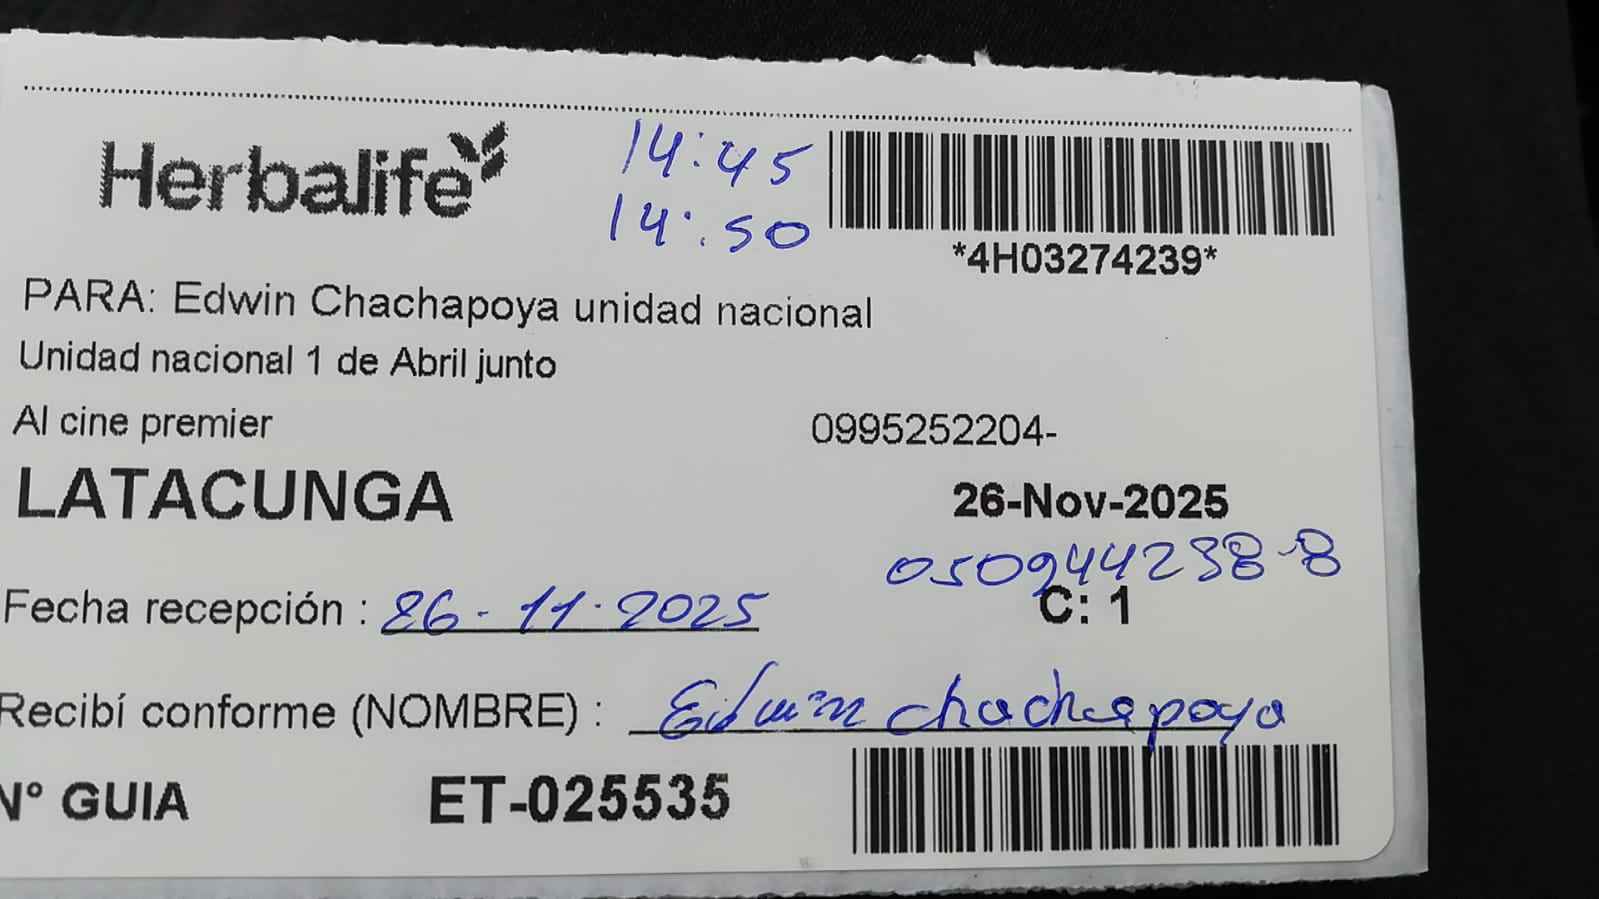 Herbalife
14:45
14:50
*4H03274239*
PARA: Edwin Chachapoya unidad nacional
Unidad nacional 1 de Abril junto
Al cine premier
0995252204-
LATACUNGA
26-Nov-2025
050944238-8
C: 1
Fecha recepción : 26-11-2025
Recibí conforme (NOMBRE) : Edwin chachapoya
N° GUIA ET-025535